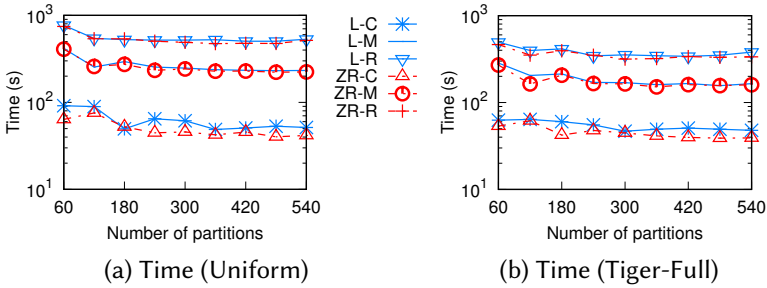 10³
10²
10¹
Time (s)
60 180 300 420 540
Number of partitions
(a) Time (Uniform)
L-C
L-M
L-R
ZR-C
ZR-M
ZR-R
10³
10²
10¹
Time (s)
60 180 300 420 540
Number of partitions
(b) Time (Tiger-Full)